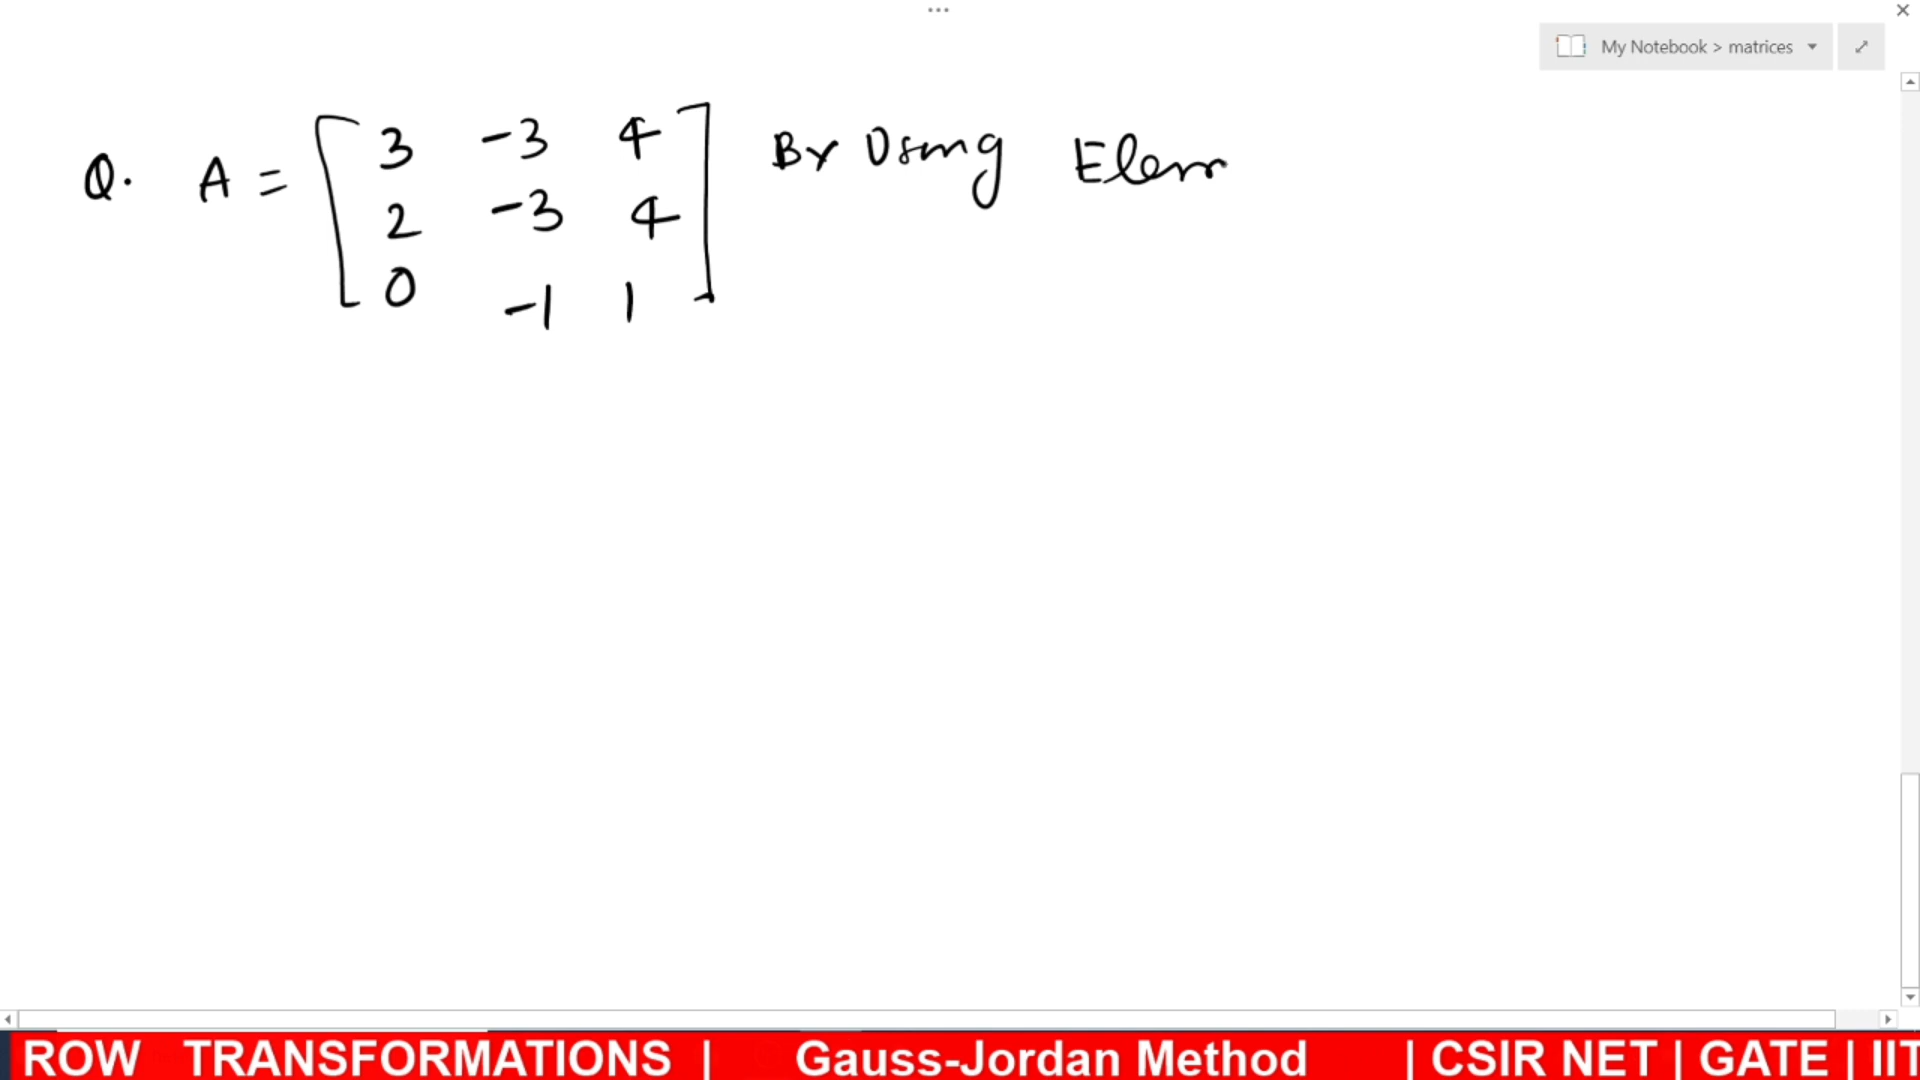 My Notebook > matrices
Q. A = [ 3 -3 4 By Using Elem
2 -3 4
0 -1 1 ]
ROW TRANSFORMATIONS | Gauss-Jordan Method | CSIR NET | GATE | IIT